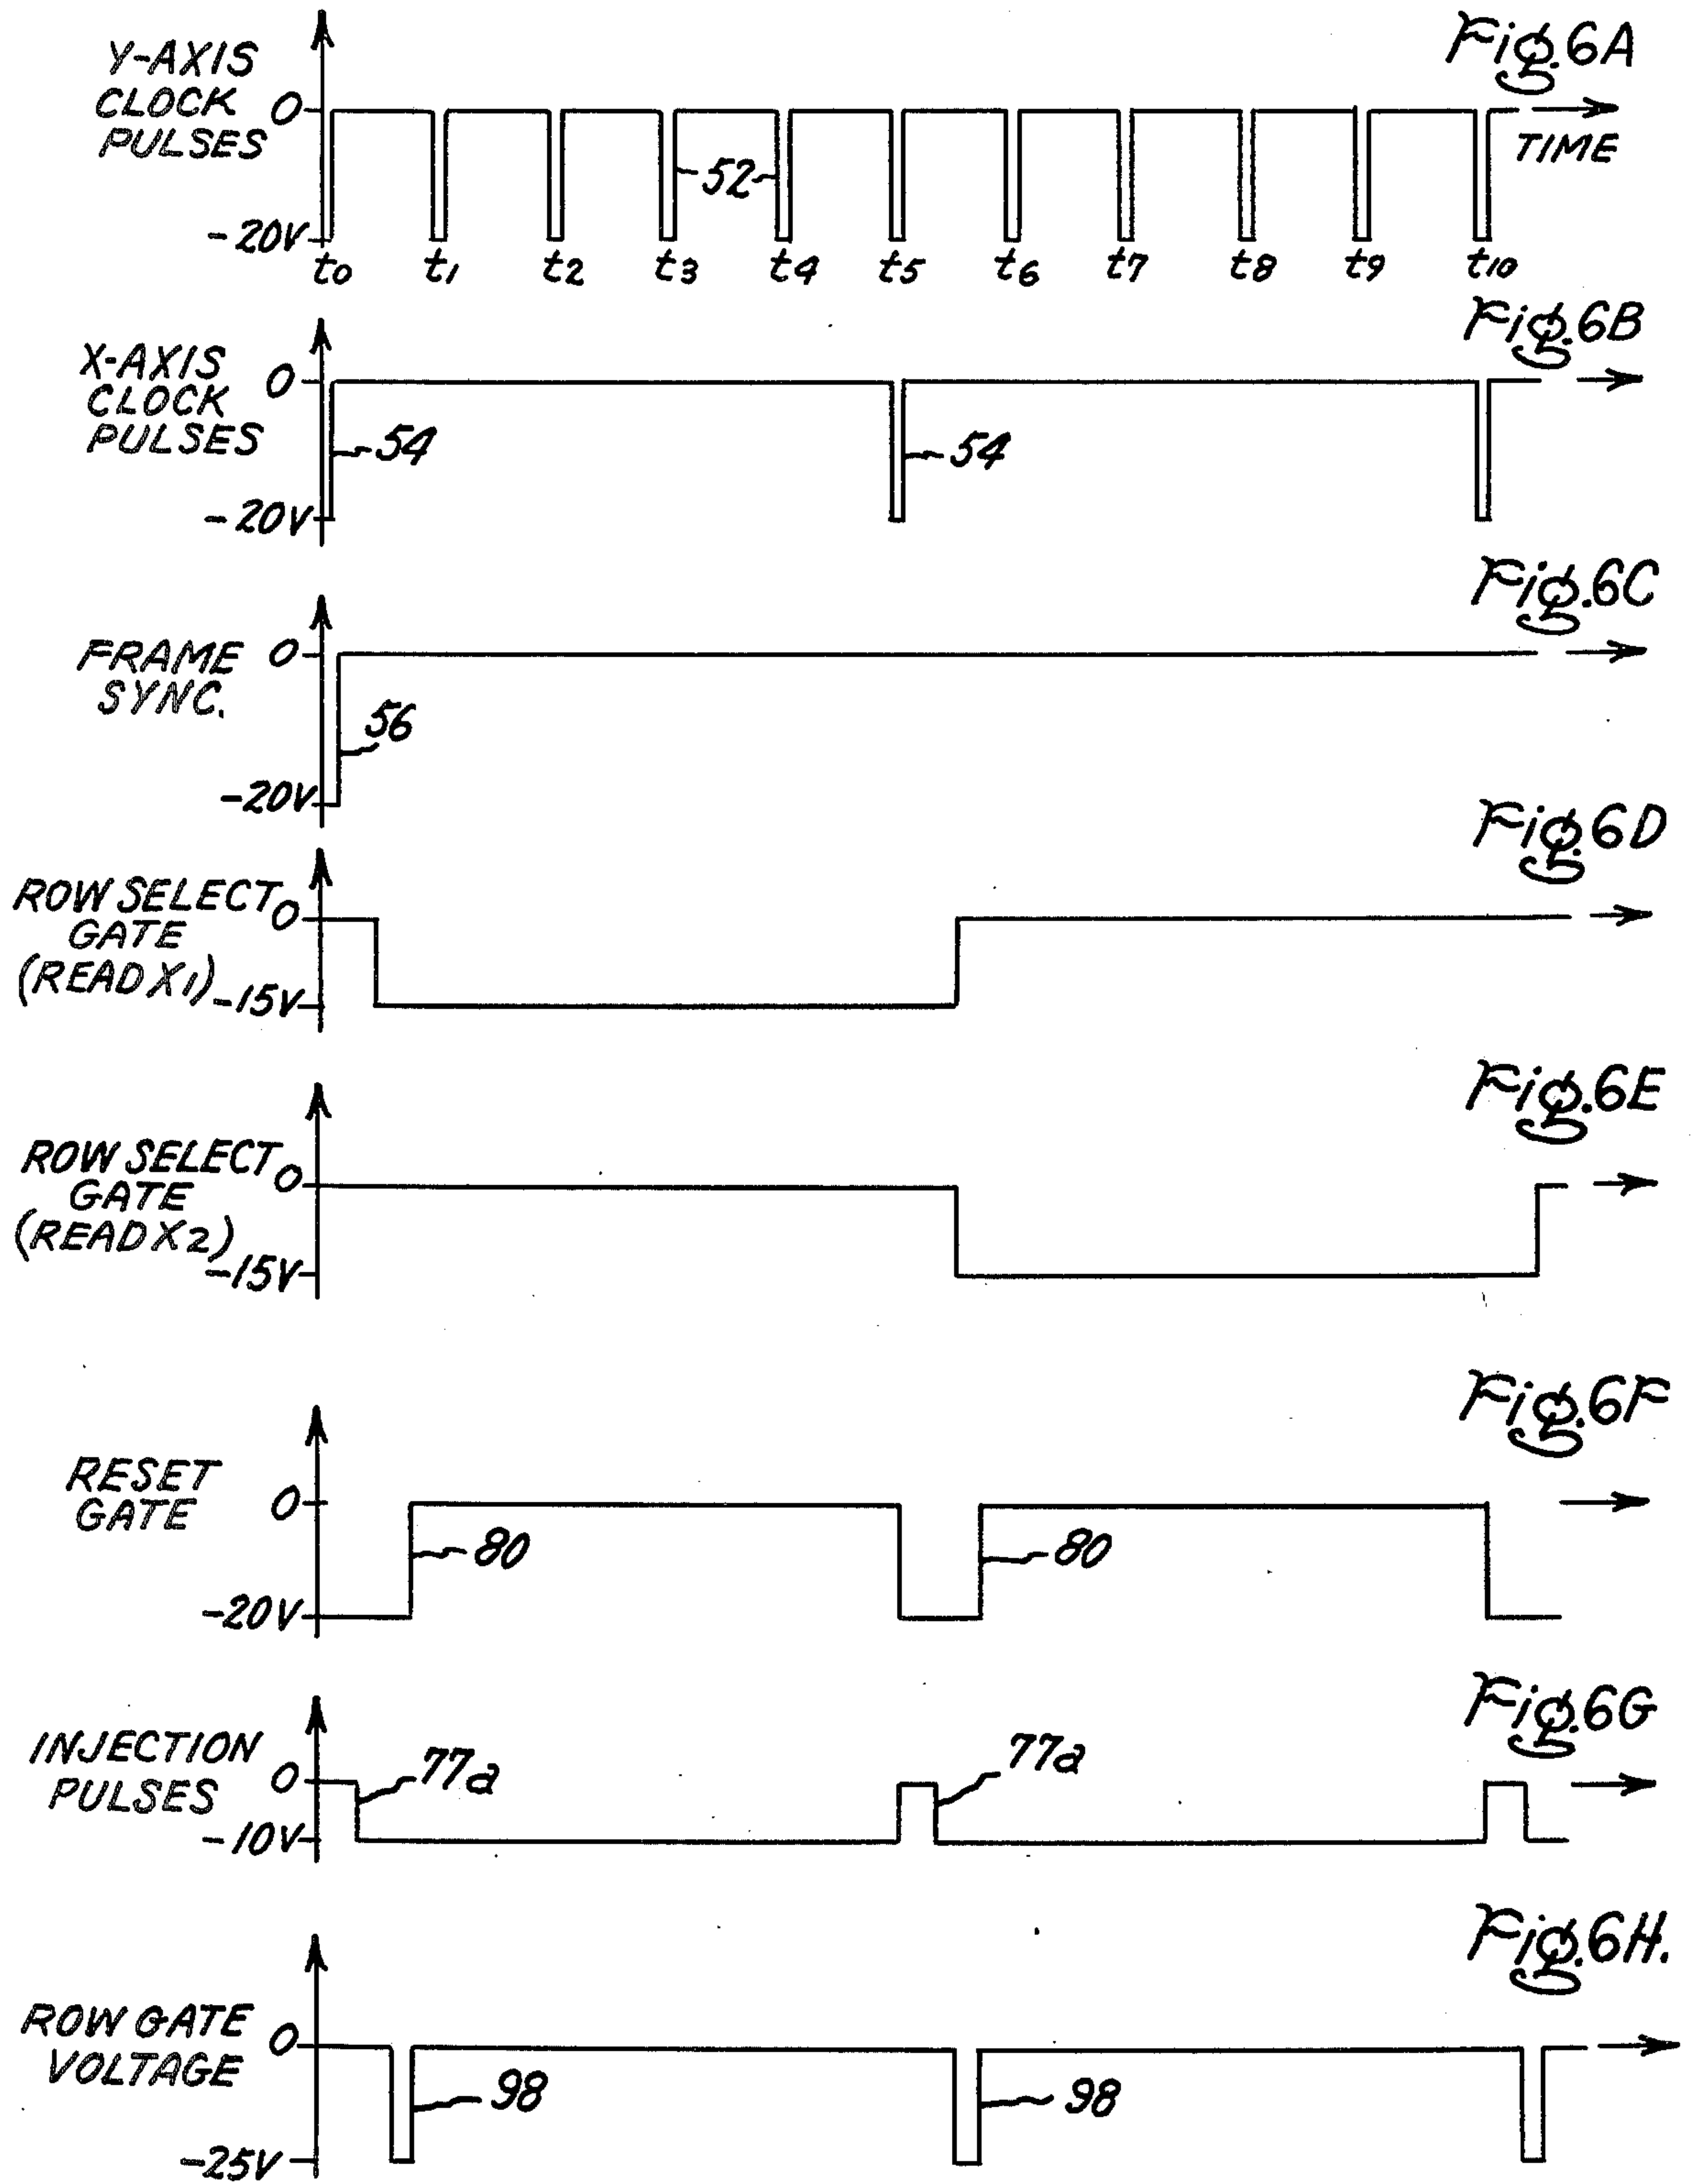 Fig. 6A
Y-AXIS
CLOCK
PULSES
0
-20V
52
TIME
t0 t1 t2 t3 t4 t5 t6 t7 t8 t9 t10
Fig. 6B
X-AXIS
CLOCK
PULSES
0
-20V
54
54
Fig. 6C
FRAME
SYNC.
0
-20V
56
Fig. 6D
ROW SELECT
GATE
(READ X1)
0
-15V
Fig. 6E
ROW SELECT
GATE
(READ X2)
0
-15V
Fig. 6F
RESET
GATE
0
-20V
80
80
Fig. 6G
INJECTION
PULSES
0
-10V
77a
77a
Fig. 6H.
ROW GATE
VOLTAGE
0
-25V
98
98